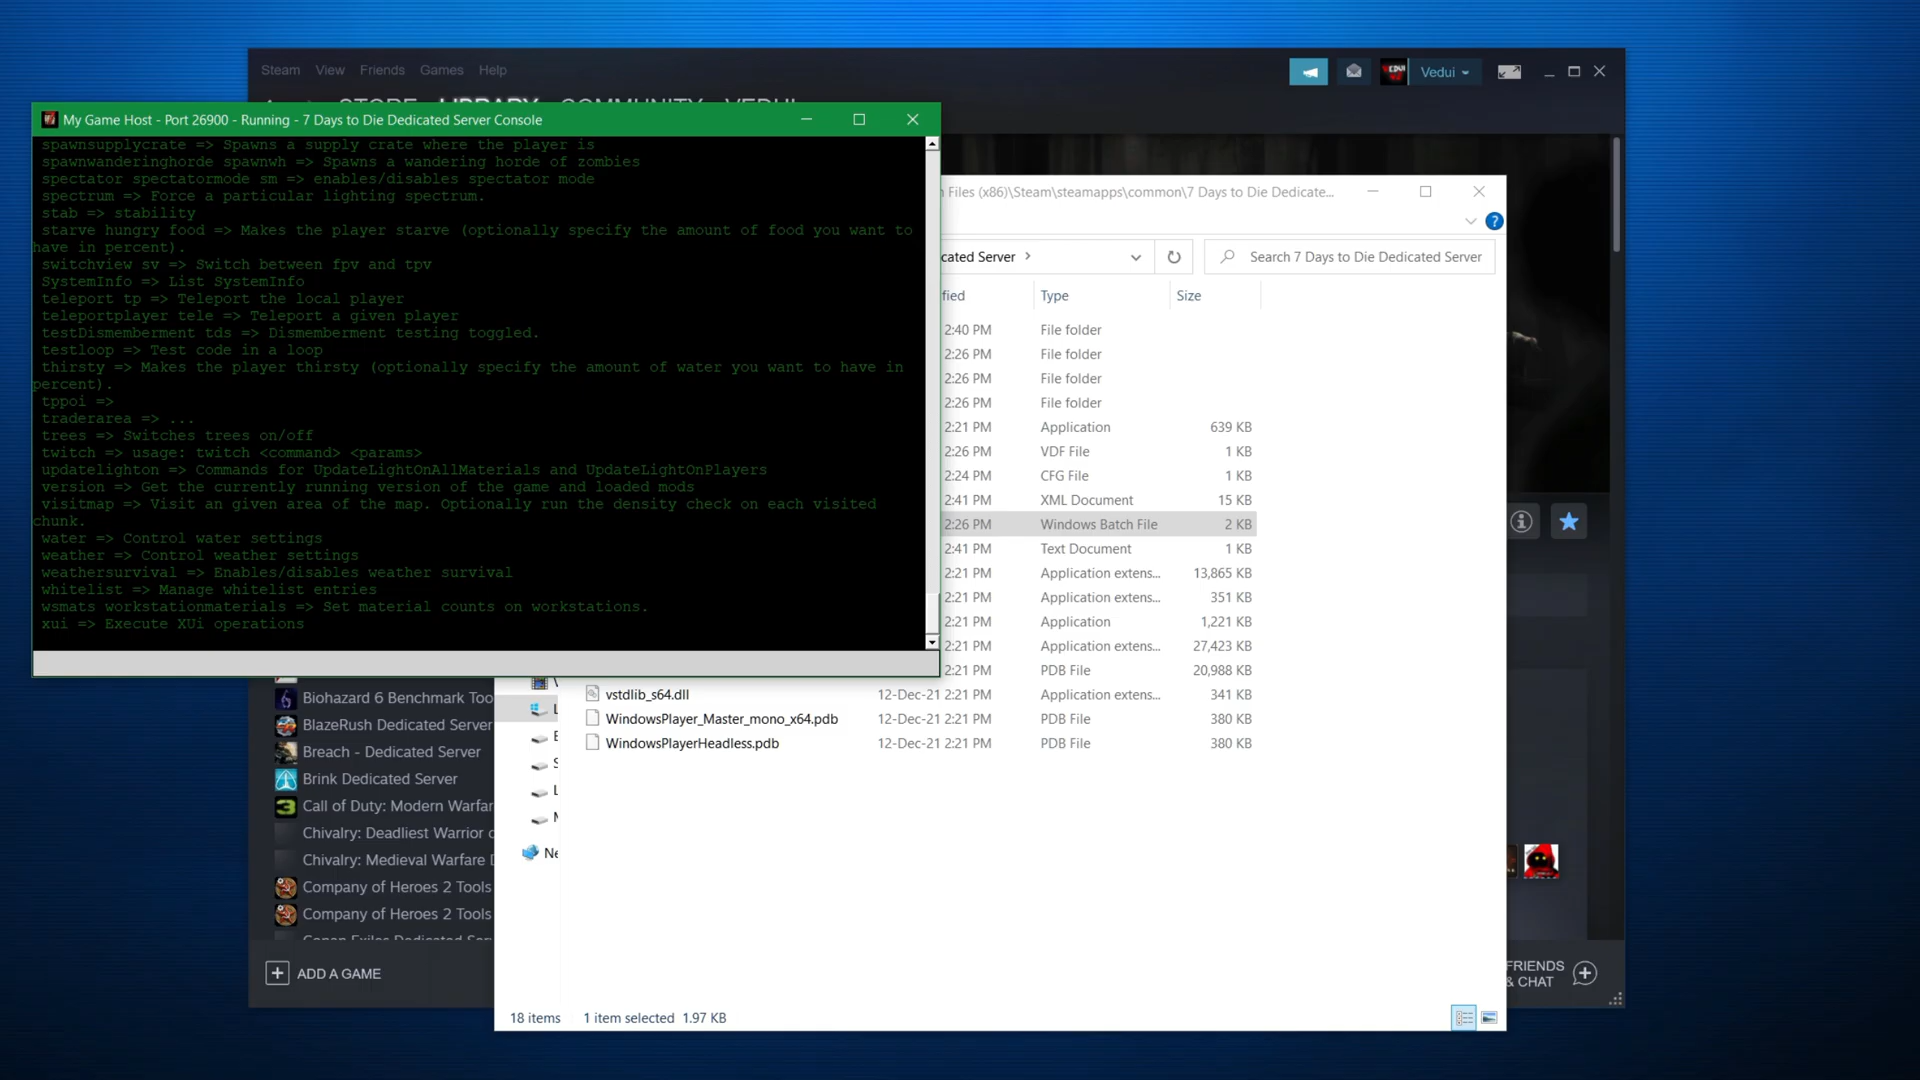 Steam View Friends Games Help
Vedui
STORE LIBRARY COMMUNITY VEDUI
My Game Host - Port 26900 - Running - 7 Days to Die Dedicated Server Console
spawnsupplycrate => Spawns a supply crate where the player is
spawnwanderinghorde spawnwh => Spawns a wandering horde of zombies
spectator spectatormode sm => enables/disables spectator mode
spectrum => Force a particular lighting spectrum.
stab => stability
starve hungry food => Makes the player starve (optionally specify the amount of food you want to
have in percent).
switchview sv => Switch between fpv and tpv
SystemInfo => List SystemInfo
teleport tp => Teleport the local player
teleportplayer tele => Teleport a given player
testDismemberment tds => Dismemberment testing toggled.
testloop => Test code in a loop
thirsty => Makes the player thirsty (optionally specify the amount of water you want to have in
percent).
tppoi =>
traderarea => ...
trees => Switches trees on/off
twitch => usage: twitch <command> <params>
updatelighton => Commands for UpdateLightOnAllMaterials and UpdateLightOnPlayers
version => Get the currently running version of the game and loaded mods
visitmap => Visit an given area of the map. Optionally run the density check on each visited
chunk.
water => Control water settings
weather => Control weather settings
weathersurvival => Enables/disables weather survival
whitelist => Manage whitelist entries
wsmats workstationmaterials => Set material counts on workstations.
xui => Execute XUi operations
Files (x86)\Steam\steamapps\common\7 Days to Die Dedicate...
cated Server
Search 7 Days to Die Dedicated Server
fied Type Size
2:40 PM File folder
2:26 PM File folder
2:26 PM File folder
2:26 PM File folder
2:21 PM Application 639 KB
2:26 PM VDF File 1 KB
2:24 PM CFG File 1 KB
2:41 PM XML Document 15 KB
2:26 PM Windows Batch File 2 KB
2:41 PM Text Document 1 KB
2:21 PM Application extens... 13,865 KB
2:21 PM Application extens... 351 KB
2:21 PM Application 1,221 KB
2:21 PM Application extens... 27,423 KB
2:21 PM PDB File 20,988 KB
vstdlib_s64.dll 12-Dec-21 2:21 PM Application extens... 341 KB
WindowsPlayer_Master_mono_x64.pdb 12-Dec-21 2:21 PM PDB File 380 KB
WindowsPlayerHeadless.pdb 12-Dec-21 2:21 PM PDB File 380 KB
Ne
18 items 1 item selected 1.97 KB
Biohazard 6 Benchmark Too
BlazeRush Dedicated Server
Breach - Dedicated Server
Brink Dedicated Server
Call of Duty: Modern Warfar
Chivalry: Deadliest Warrior
Chivalry: Medieval Warfare
Company of Heroes 2 Tools
Company of Heroes 2 Tools
Conan Exiles Dedicated Ser
ADD A GAME
FRIENDS
& CHAT